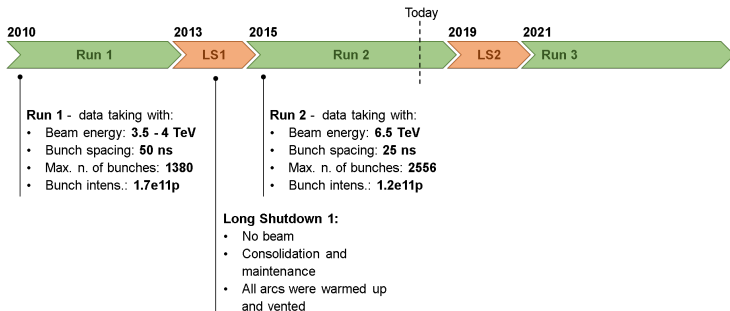 Today
2010
2013
2015
2019
2021
Run 1
LS1
Run 2
LS2
Run 3
Run 1 - data taking with:
• Beam energy: 3.5 - 4 TeV
• Bunch spacing: 50 ns
• Max. n. of bunches: 1380
• Bunch intens.: 1.7e11p
Run 2 - data taking with:
• Beam energy: 6.5 TeV
• Bunch spacing: 25 ns
• Max. n. of bunches: 2556
• Bunch intens.: 1.2e11p
Long Shutdown 1:
• No beam
• Consolidation and
maintenance
• All arcs were warmed up
and vented